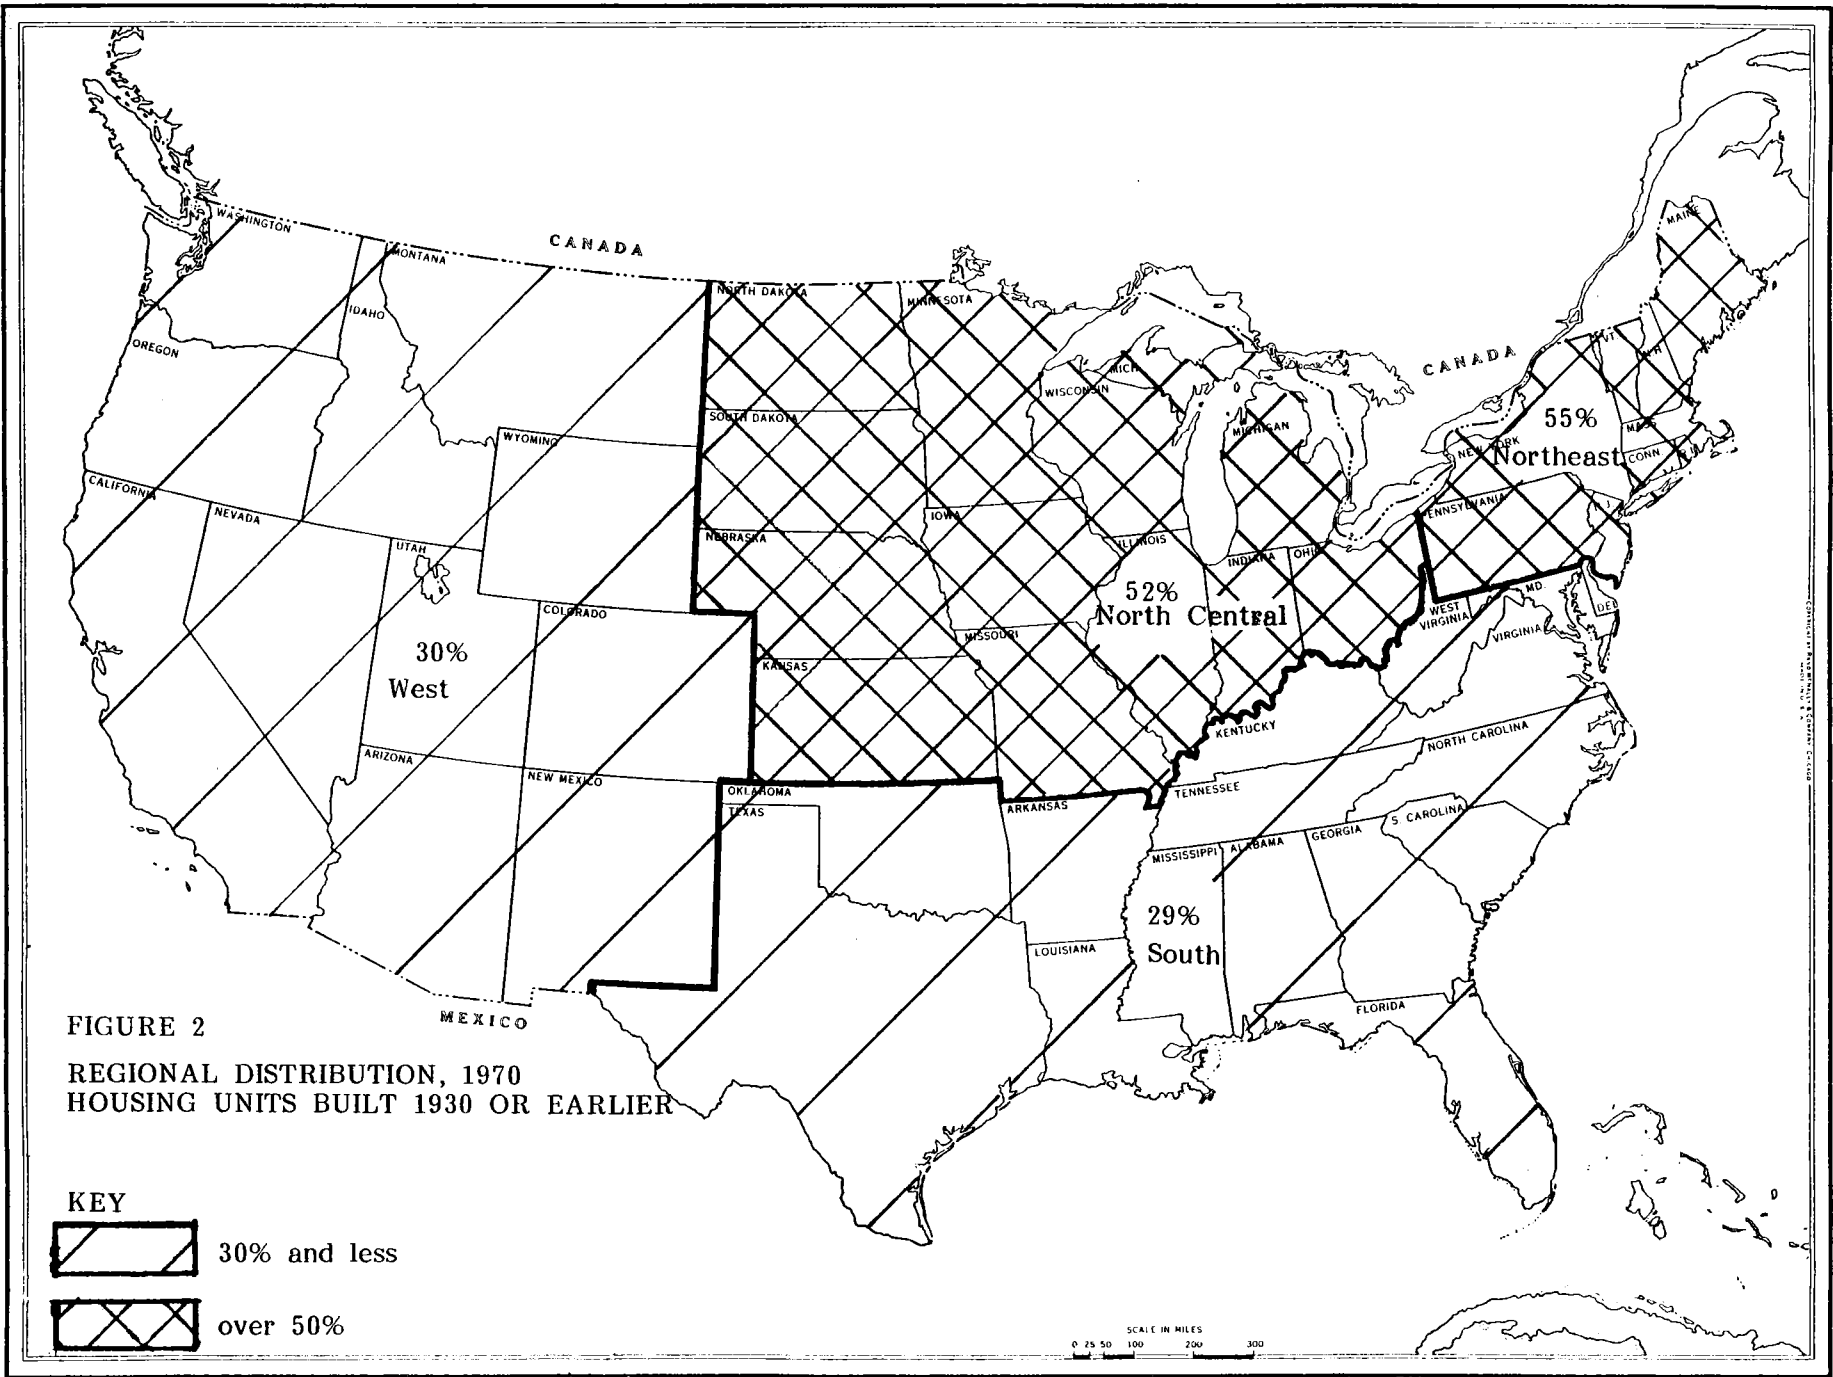 CANADA
WASHINGTON
MONTANA
IDAHO
OREGON
NORTH DAKOTA
MINNESOTA
MAINE
VT
N H
CANADA
MICH
WISCONSIN
SOUTH DAKOTA
MICHIGAN
WYOMING
55%
NEW YORK
Northeast
MASS
CONN
R I
CALIFORNIA
NEVADA
UTAH
IOWA
NEBRASKA
ILLINOIS
INDIANA
OHIO
PENNSYLVANIA
N J
52%
North Central
COLORADO
MISSOURI
KANSAS
WEST
VIRGINIA
MD.
DEL
VIRGINIA
30%
West
KENTUCKY
NORTH CAROLINA
ARIZONA
NEW MEXICO
OKLAHOMA
TEXAS
ARKANSAS
TENNESSEE
S. CAROLINA
MISSISSIPPI
ALABAMA
GEORGIA
29%
South
LOUISIANA
FLORIDA
MEXICO
FIGURE 2
REGIONAL DISTRIBUTION, 1970
HOUSING UNITS BUILT 1930 OR EARLIER
KEY
30% and less
over 50%
SCALE IN MILES
0 25 50 100 200 300